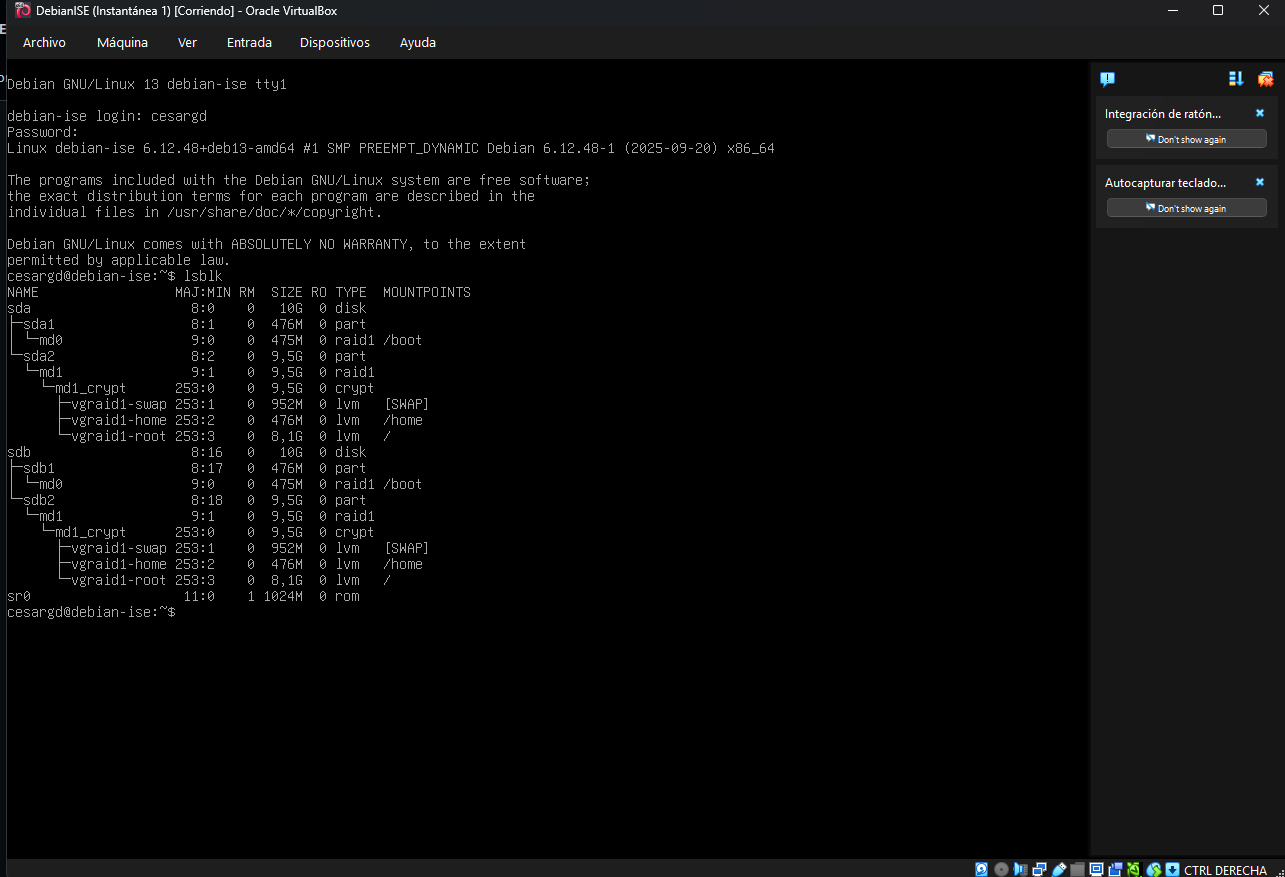 DebianISE (Instantánea 1) [Corriendo] - Oracle VirtualBox
Archivo Máquina Ver Entrada Dispositivos Ayuda
Debian GNU/Linux 13 debian-ise tty1
debian-ise login: cesargd
Password:
Linux debian-ise 6.12.48+deb13-amd64 #1 SMP PREEMPT_DYNAMIC Debian 6.12.48-1 (2025-09-20) x86_64
The programs included with the Debian GNU/Linux system are free software;
the exact distribution terms for each program are described in the
individual files in /usr/share/doc/*/copyright.
Debian GNU/Linux comes with ABSOLUTELY NO WARRANTY, to the extent
permitted by applicable law.
cesargd@debian-ise:~$ lsblk
NAME MAJ:MIN RM SIZE RO TYPE MOUNTPOINTS
sda 8:0 0 10G 0 disk
├─sda1 8:1 0 476M 0 part
│ └─md0 9:0 0 475M 0 raid1 /boot
└─sda2 8:2 0 9,5G 0 part
  └─md1 9:1 0 9,5G 0 raid1
    └─md1_crypt 253:0 0 9,5G 0 crypt
      ├─vgraid1-swap 253:1 0 952M 0 lvm [SWAP]
      ├─vgraid1-home 253:2 0 476M 0 lvm /home
      └─vgraid1-root 253:3 0 8,1G 0 lvm /
sdb 8:16 0 10G 0 disk
├─sdb1 8:17 0 476M 0 part
│ └─md0 9:0 0 475M 0 raid1 /boot
└─sdb2 8:18 0 9,5G 0 part
  └─md1 9:1 0 9,5G 0 raid1
    └─md1_crypt 253:0 0 9,5G 0 crypt
      ├─vgraid1-swap 253:1 0 952M 0 lvm [SWAP]
      ├─vgraid1-home 253:2 0 476M 0 lvm /home
      └─vgraid1-root 253:3 0 8,1G 0 lvm /
sr0 11:0 1 1024M 0 rom
cesargd@debian-ise:~$
Integración de ratón...
Don't show again
Autocapturar teclado...
Don't show again
CTRL DERECHA